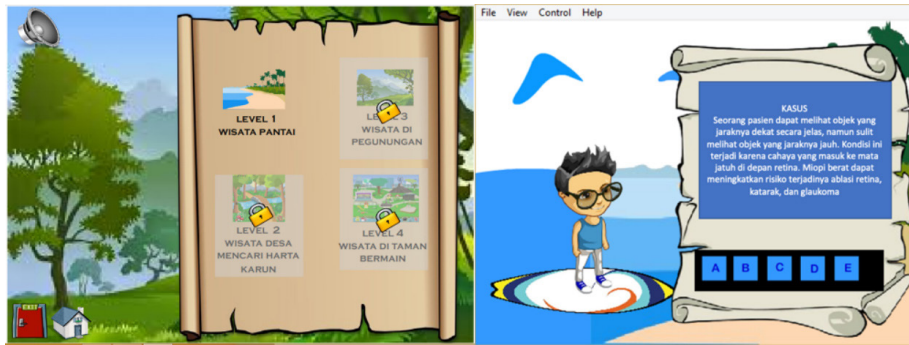 LEVEL 1
WISATA PANTAI
LEVEL 3
WISATA DI
PEGUNUNGAN
LEVEL 2
WISATA DESA
MENCARI HARTA
KARUN
LEVEL 4
WISATA DI TAMAN
BERMAIN
EXIT
File View Control Help
KASUS
Seorang pasien dapat melihat objek yang
jaraknya dekat secara jelas, namun sulit
melihat objek yang jaraknya jauh. Kondisi ini
terjadi karena cahaya yang masuk ke mata
jatuh di depan retina. Miopi berat dapat
meningkatkan risiko terjadinya ablasi retina,
katarak, dan glaukoma
A B C D E